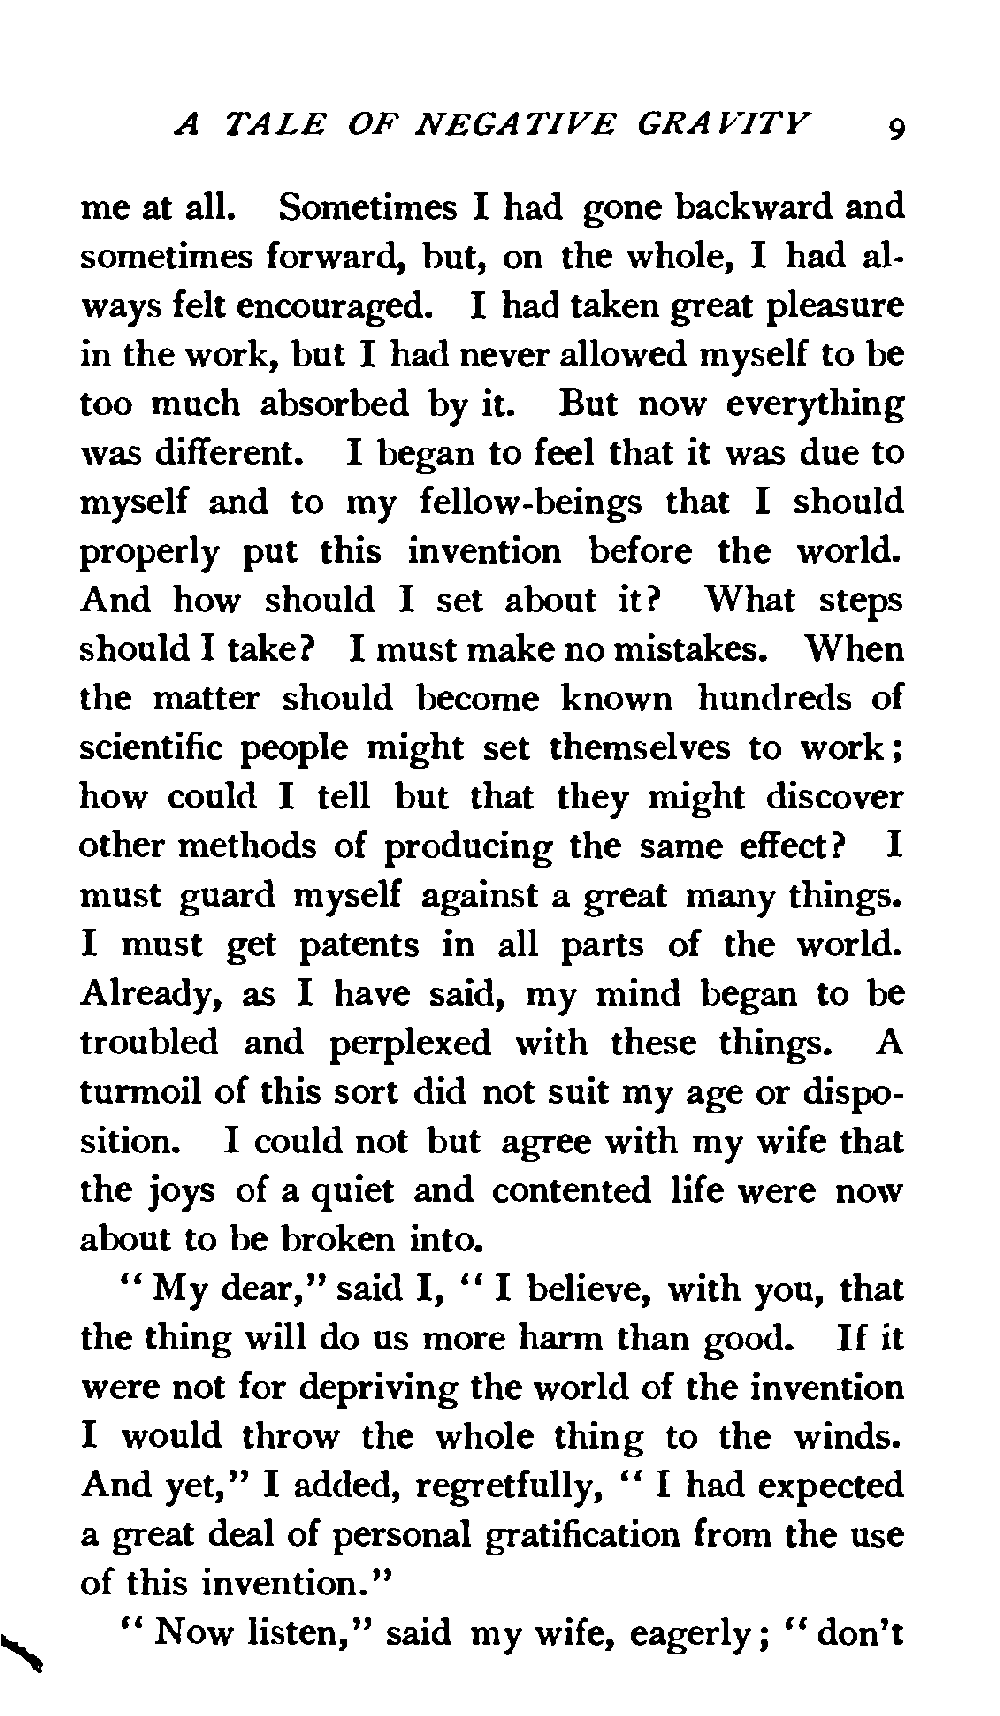 A TALE OF NEGATIVE GRAVITY 9
me at all. Sometimes I had gone backward and
sometimes forward, but, on the whole, I had al-
ways felt encouraged. I had taken great pleasure
in the work, but I had never allowed myself to be
too much absorbed by it. But now everything
was different. I began to feel that it was due to
myself and to my fellow-beings that I should
properly put this invention before the world.
And how should I set about it? What steps
should I take? I must make no mistakes. When
the matter should become known hundreds of
scientific people might set themselves to work;
how could I tell but that they might discover
other methods of producing the same effect? I
must guard myself against a great many things.
I must get patents in all parts of the world.
Already, as I have said, my mind began to be
troubled and perplexed with these things. A
turmoil of this sort did not suit my age or dispo-
sition. I could not but agree with my wife that
the joys of a quiet and contented life were now
about to be broken into.
"My dear," said I, "I believe, with you, that
the thing will do us more harm than good. If it
were not for depriving the world of the invention
I would throw the whole thing to the winds.
And yet," I added, regretfully, "I had expected
a great deal of personal gratification from the use
of this invention."
"Now listen," said my wife, eagerly; "don't